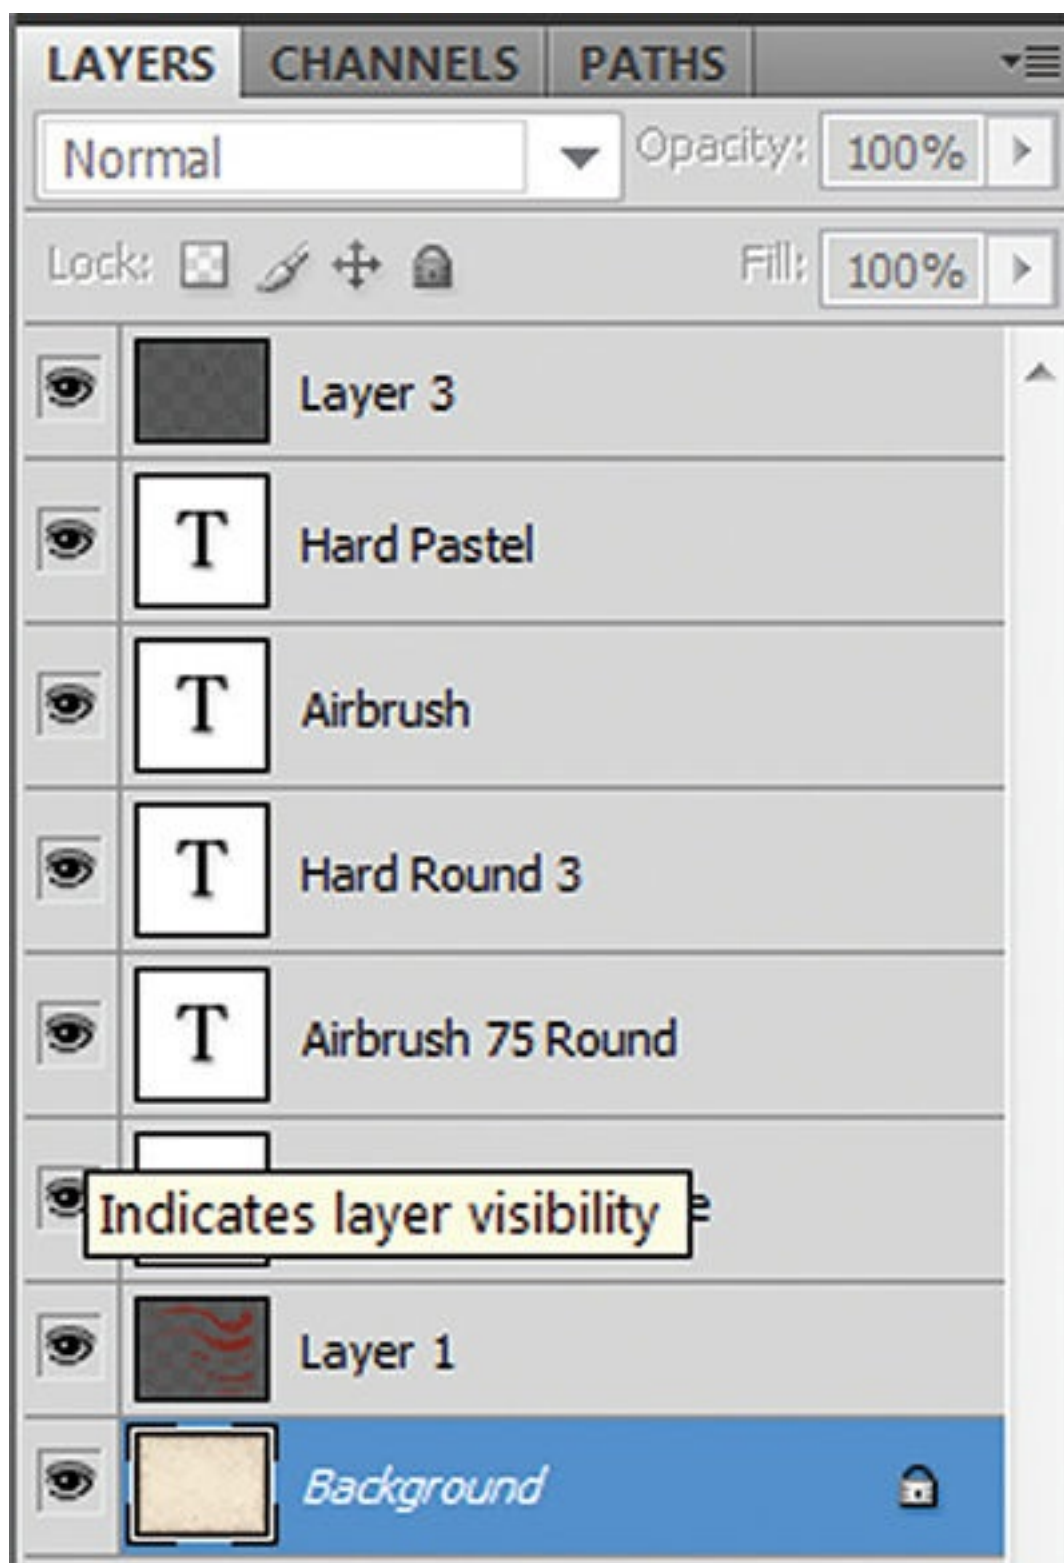 LAYERS CHANNELS PATHS
Normal Opacity: 100%
Lock: Fill: 100%
Layer 3
T Hard Pastel
T Airbrush
T Hard Round 3
T Airbrush 75 Round
Indicates layer visibility
Layer 1
Background